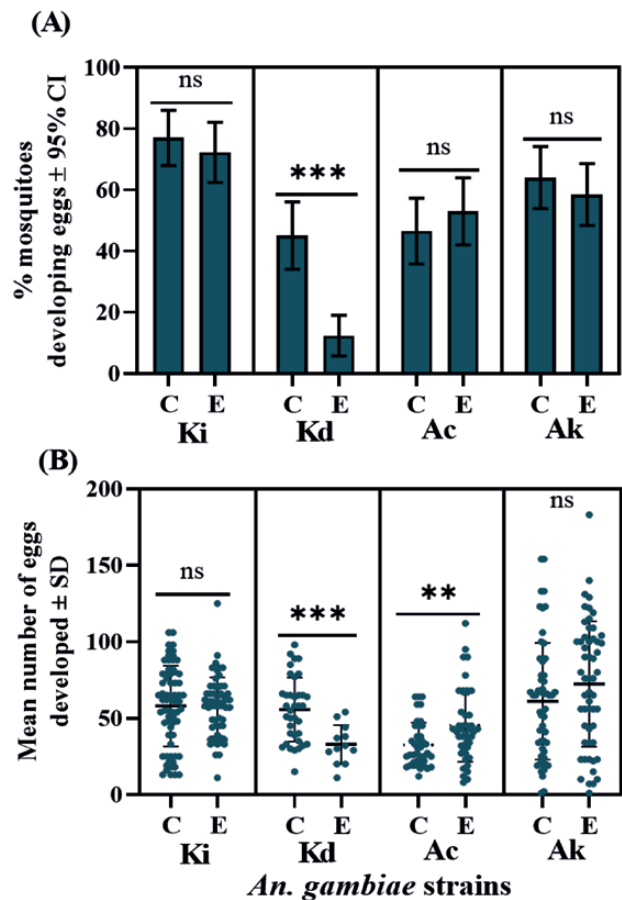 (A)
% mosquitoes
developing eggs ± 95% CI
100
80
60
40
20
0
ns
***
ns
ns
C E C E C E C E
Ki Kd Ac Ak
(B)
Mean number of eggs
developed ± SD
200
150
100
50
0
ns
***
**
ns
C E C E C E C E
Ki Kd Ac Ak
An. gambiae strains